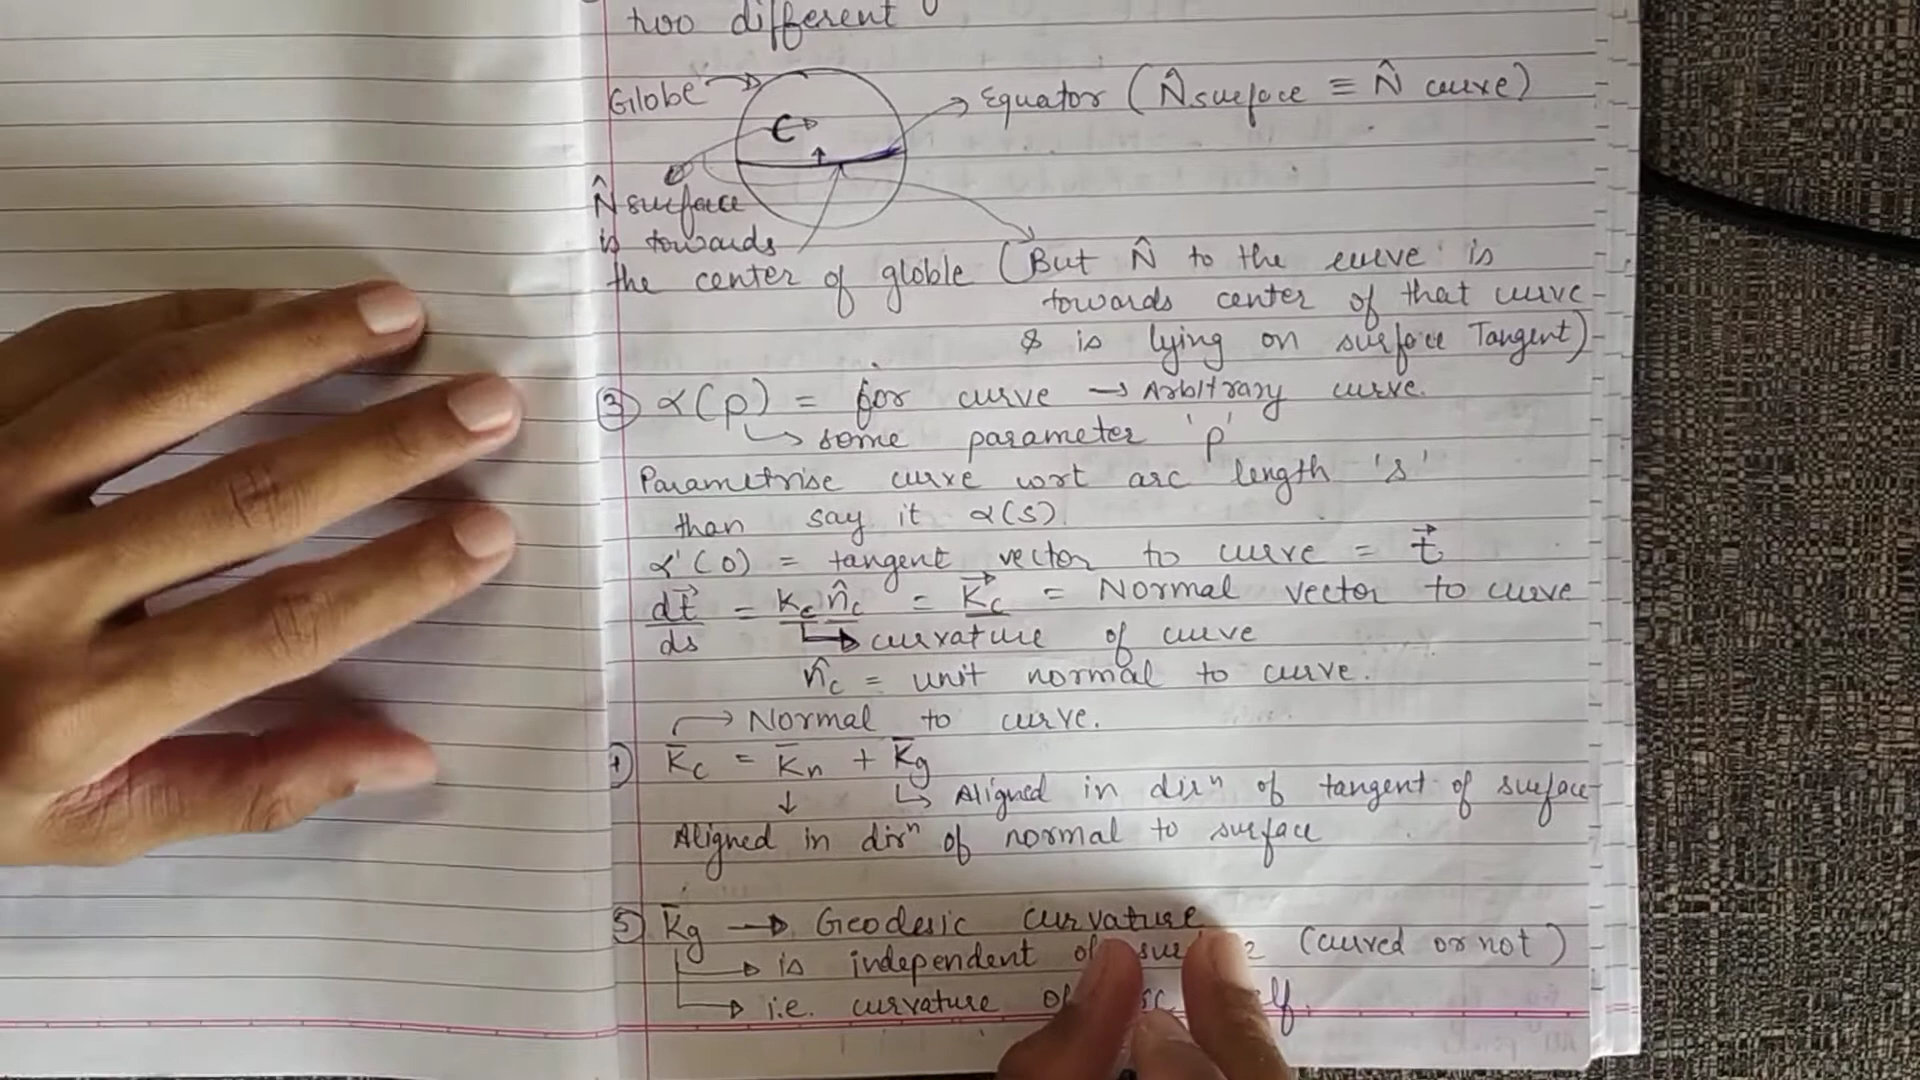 two different
Globe
Equator (N̂ surface ≡ N̂ curve)
C
N̂ surface
is towards
the center of globle
(But N̂ to the curve is
towards center of that curve
& is lying on surface Tangent)
③ α(p) = for curve → Arbitrary curve.
↳ some parameter 'p'
Parametrise curve wrt arc length 's'
than say it α(s)
α'(0) = tangent vector to curve = t⃗
dt⃗/ds = Kc n̂c = K⃗c = Normal vector to curve
↳ curvature of curve
n̂c = unit normal to curve.
→ Normal to curve.
K̄c = K̄n + K̄g
↳ Aligned in dirⁿ of tangent of surface
↓
Aligned in dirⁿ of normal to surface
5) K̄g → Geodesic curvature
→ is independent of (curved or not)
→ i.e. curvature